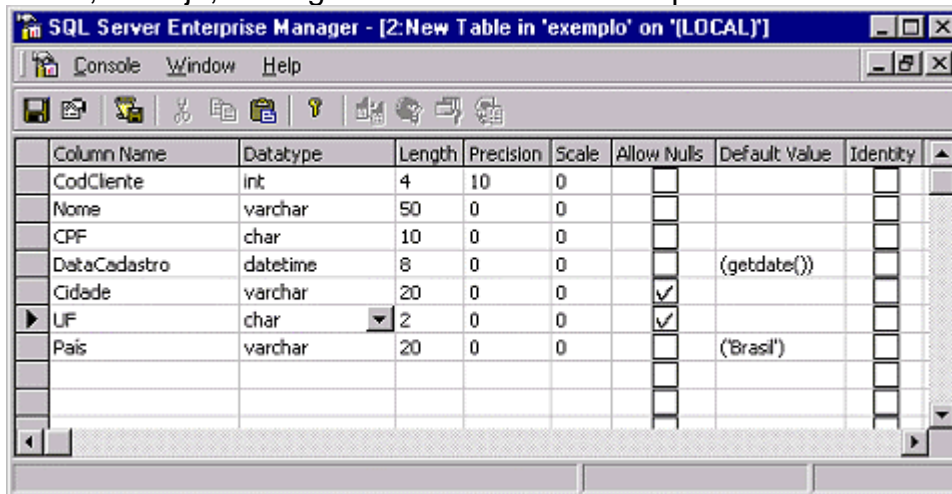 SQL Server Enterprise Manager - [2:New Table in 'exemplo' on '(LOCAL)']
Console Window Help
Column Name Datatype Length Precision Scale Allow Nulls Default Value Identity
CodCliente int 4 10 0
Nome varchar 50 0 0
CPF char 10 0 0
DataCadastro datetime 8 0 0 (getdate())
Cidade varchar 20 0 0
UF char 2 0 0
País varchar 20 0 0 ('Brasil')